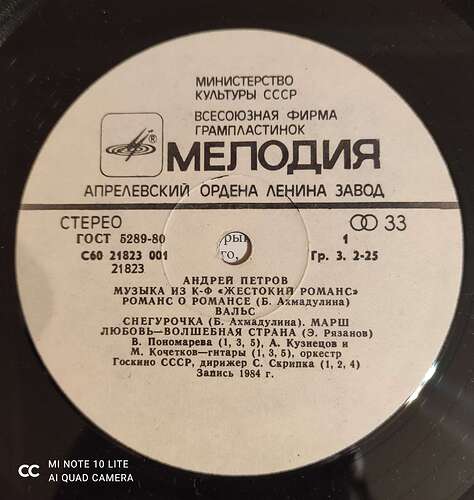 МИНИСТЕРСТВО
КУЛЬТУРЫ СССР
ВСЕСОЮЗНАЯ ФИРМА
ГРАМПЛАСТИНОК
МЕЛОДИЯ
АПРЕЛЕВСКИЙ ОРДЕНА ЛЕНИНА ЗАВОД
СТЕРЕО 33
ГОСТ 5289-80 1
С60 21823 001 Гр. 3. 2-25
21823
АНДРЕЙ ПЕТРОВ
МУЗЫКА ИЗ К-Ф «ЖЕСТОКИЙ РОМАНС»
РОМАНС О РОМАНСЕ (Б. Ахмадулина)
ВАЛЬС
СНЕГУРОЧКА (Б. Ахмадулина). МАРШ
ЛЮБОВЬ—ВОЛШЕБНАЯ СТРАНА (Э. Рязанов)
В. Пономарева (1, 3, 5), А. Кузнецов и
М. Кочетков—гитары (1, 3, 5), оркестр
Госкино СССР, дирижер С. Скрипка (1, 2, 4)
Запись 1984 г.
MI NOTE 10 LITE
AI QUAD CAMERA